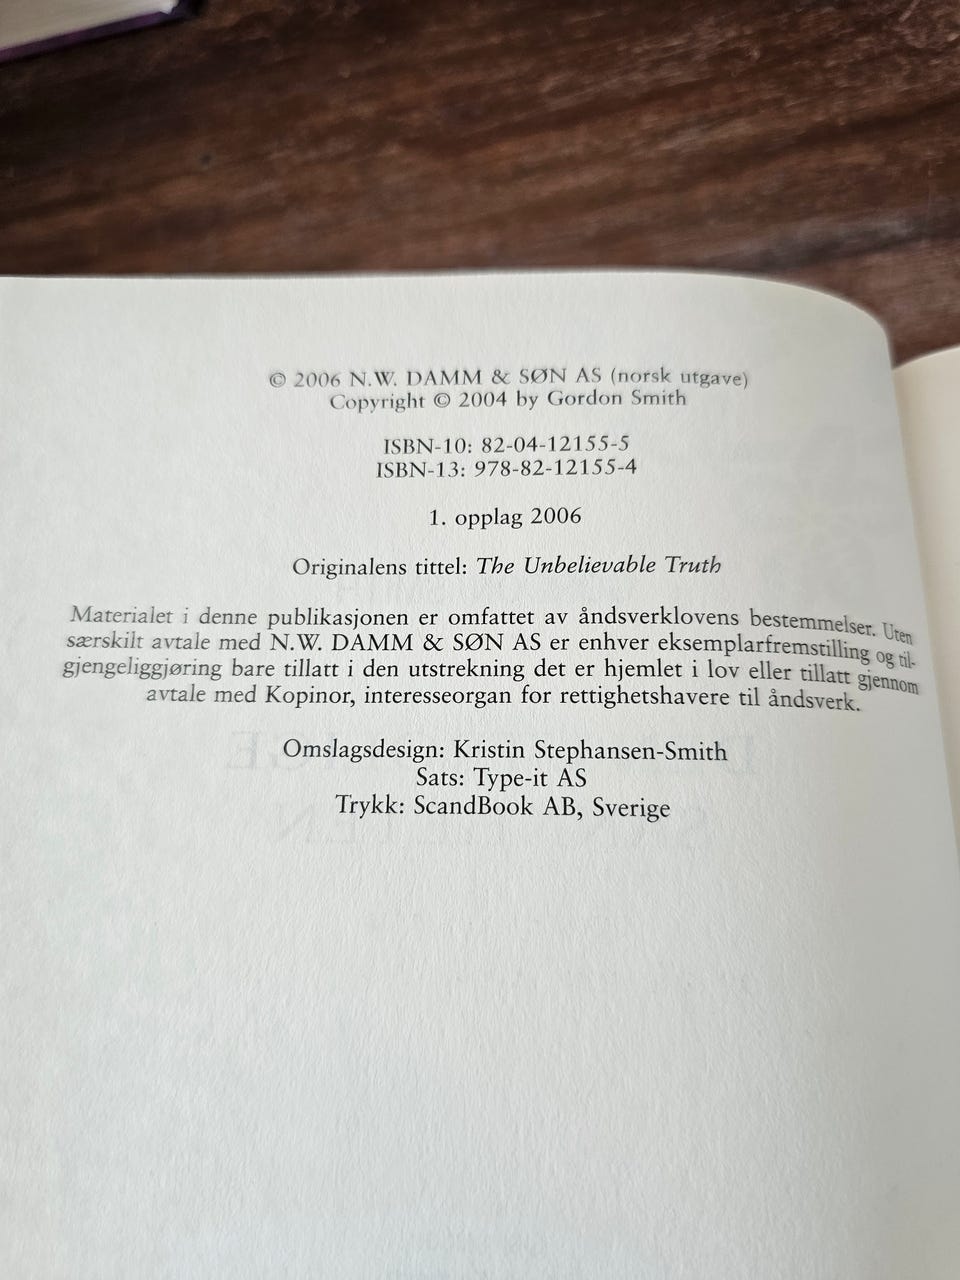 © 2006 N.W. DAMM & SØN AS (norsk utgave)
Copyright © 2004 by Gordon Smith
ISBN-10: 82-04-12155-5
ISBN-13: 978-82-12155-4
1. opplag 2006
Originalens tittel: The Unbelievable Truth
Materialet i denne publikasjonen er omfattet av åndsverklovens bestemmelser. Uten
særskilt avtale med N.W. DAMM & SØN AS er enhver eksemplarfremstilling og til-
gjengeliggjøring bare tillatt i den utstrekning det er hjemlet i lov eller tillatt gjennom
avtale med Kopinor, interesseorgan for rettighetshavere til åndsverk.
Omslagsdesign: Kristin Stephansen-Smith
Sats: Type-it AS
Trykk: ScandBook AB, Sverige